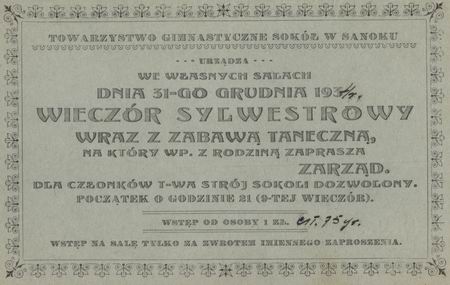 TOWARZYSTWO GIMNASTYCZNE SOKÓŁ W SANOKU
URZĄDZA
WE WŁASNYCH SALACH
DNIA 31-GO GRUDNIA 193
WIECZÓR SYLWESTROWY
WRAZ Z ZABAWĄ TANECZNĄ,
NA KTÓRY WP. Z RODZINĄ ZAPRASZA
ZARZĄD.
DLA CZŁONKÓW T-WA STRÓJ SOKOLI DOZWOLONY.
POCZĄTEK O GODZINIE 21 (9-TEJ WIECZÓR).
WSTĘP OD OSOBY 1 ZŁ. 75 gr.
WSTĘP NA SALĘ TYLKO ZA ZWROTEM IMIENNEGO ZAPROSZENIA.